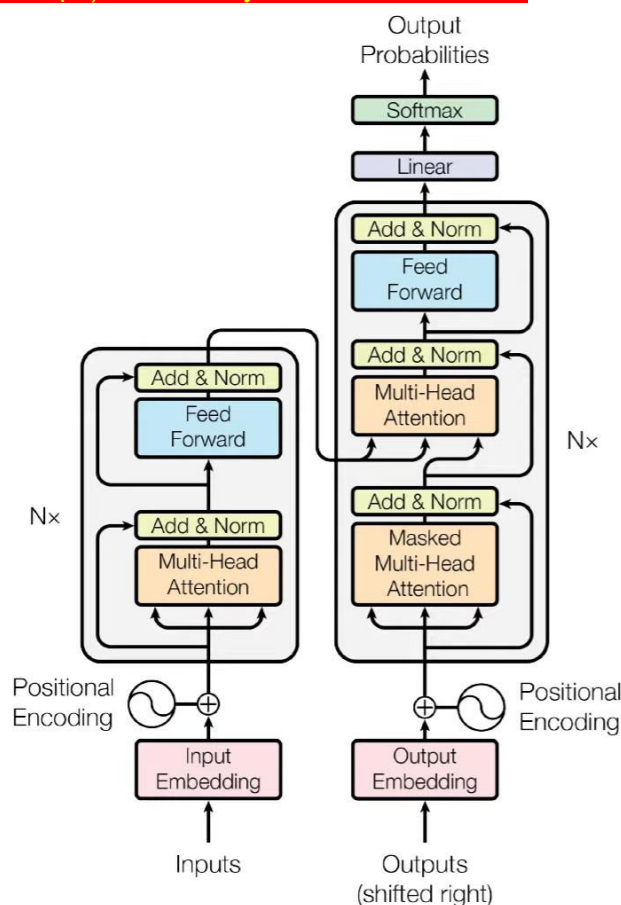 Output
Probabilities
Softmax
Linear
Add & Norm
Feed
Forward
Add & Norm
Multi-Head
Attention
Add & Norm
Masked
Multi-Head
Attention
Nx
Add & Norm
Feed
Forward
Add & Norm
Multi-Head
Attention
Nx
Positional
Encoding
Positional
Encoding
Input
Embedding
Output
Embedding
Inputs
Outputs
(shifted right)